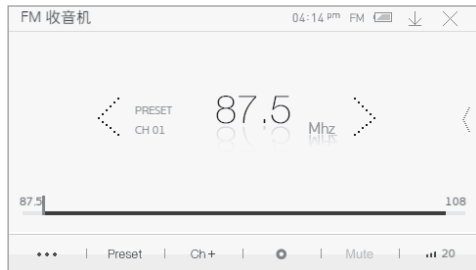 FM 收音机 04:14 pm FM
PRESET 87.5 Mhz
CH 01
87.5 108
••• Preset Ch+ Mute 20